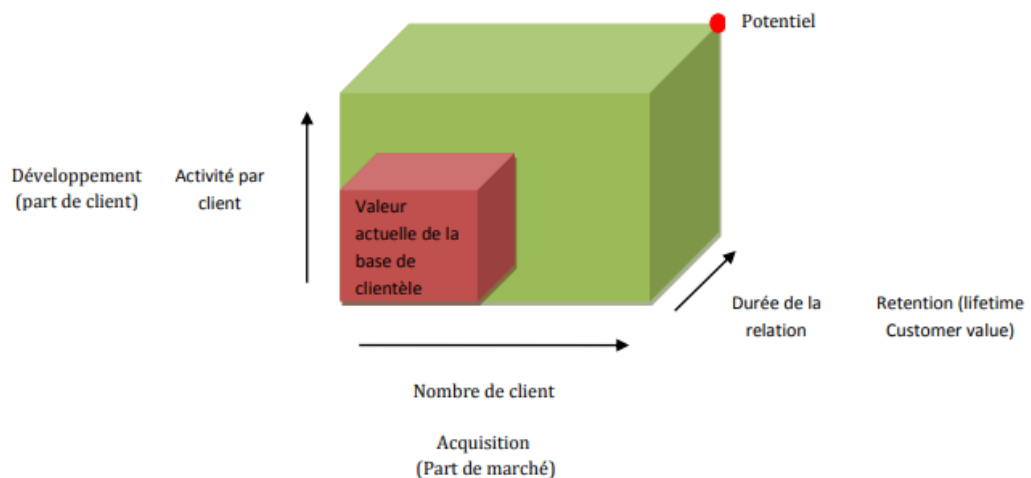 Potentiel
Développement
(part de client)
Activité par
client
Valeur
actuelle de la
base de
clientèle
Durée de la
relation
Retention (lifetime
Customer value)
Nombre de client
Acquisition
(Part de marché)